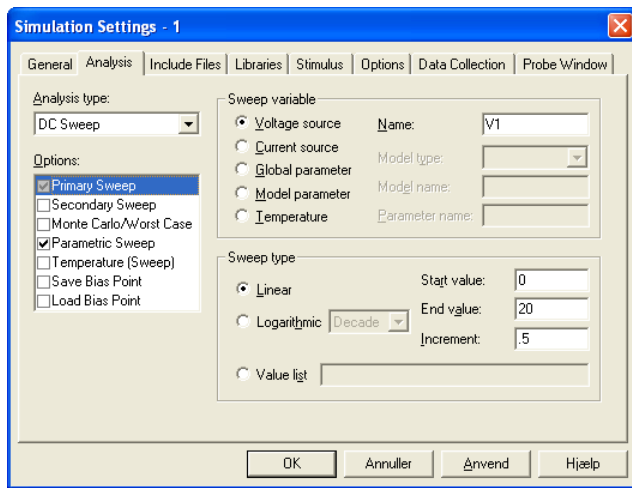 Simulation Settings - 1
General Analysis Include Files Libraries Stimulus Options Data Collection Probe Window
Analysis type:
DC Sweep
Options:
Primary Sweep
Secondary Sweep
Monte Carlo/Worst Case
Parametric Sweep
Temperature (Sweep)
Save Bias Point
Load Bias Point
Sweep variable
Voltage source Name: V1
Current source
Model type:
Global parameter
Model name:
Model parameter
Temperature Parameter name:
Sweep type
Start value: 0
Linear
End value: 20
Logarithmic Decade
Increment: .5
Value list
OK Annuller Anvend Hjælp